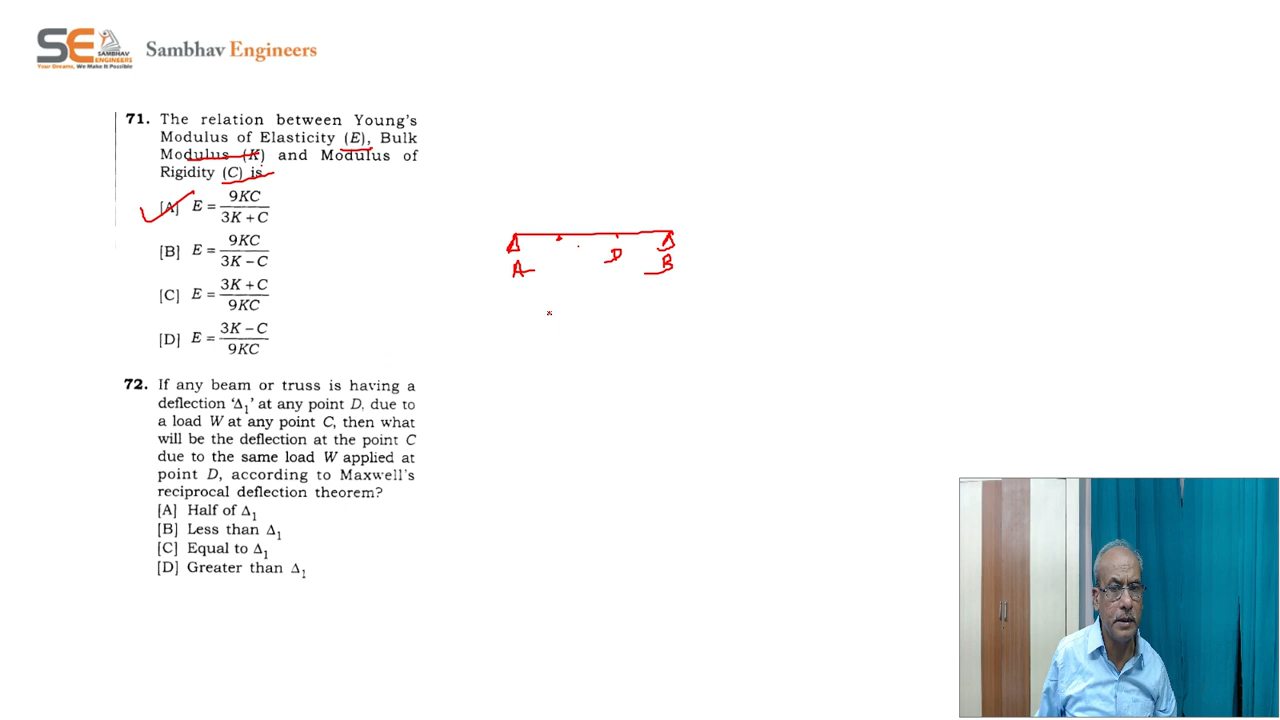 SE
SAMBHAV
ENGINEERS
Your Dreams, We Make It Possible
Sambhav Engineers
71. The relation between Young's
Modulus of Elasticity (E), Bulk
Modulus (K) and Modulus of
Rigidity (C) is
[A] E = 9KC / 3K + C
[B] E = 9KC / 3K − C
[C] E = 3K + C / 9KC
[D] E = 3K − C / 9KC
72. If any beam or truss is having a
deflection 'Δ₁' at any point D, due to
a load W at any point C, then what
will be the deflection at the point C
due to the same load W applied at
point D, according to Maxwell's
reciprocal deflection theorem?
[A] Half of Δ₁
[B] Less than Δ₁
[C] Equal to Δ₁
[D] Greater than Δ₁
A D B